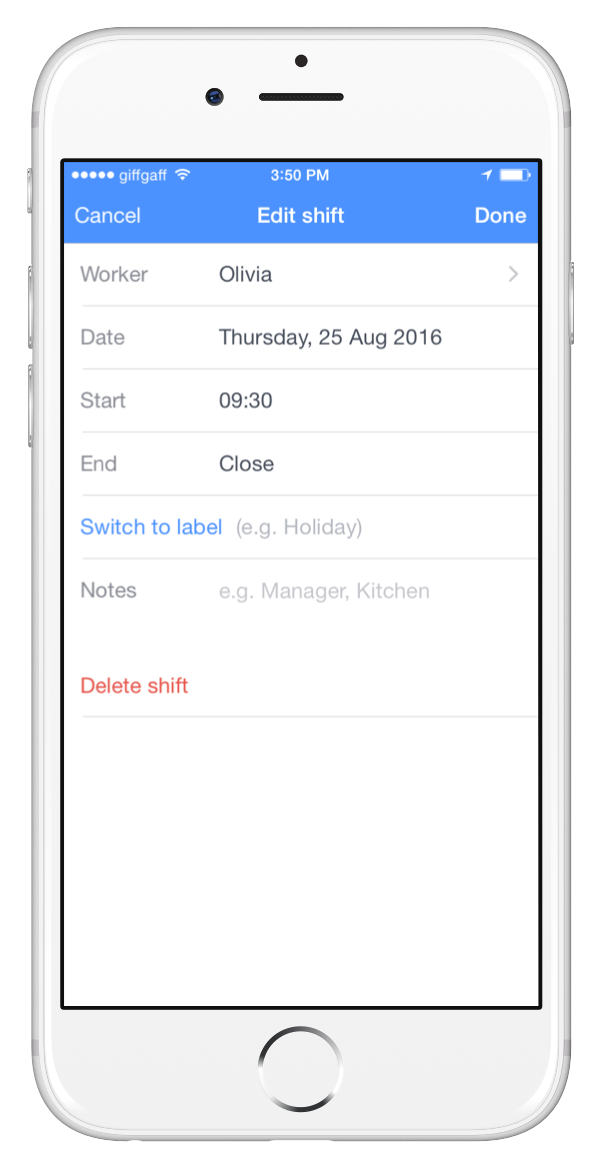 giffgaff 3:50 PM
Cancel Edit shift Done
Worker Olivia
Date Thursday, 25 Aug 2016
Start 09:30
End Close
Switch to label (e.g. Holiday)
Notes e.g. Manager, Kitchen
Delete shift